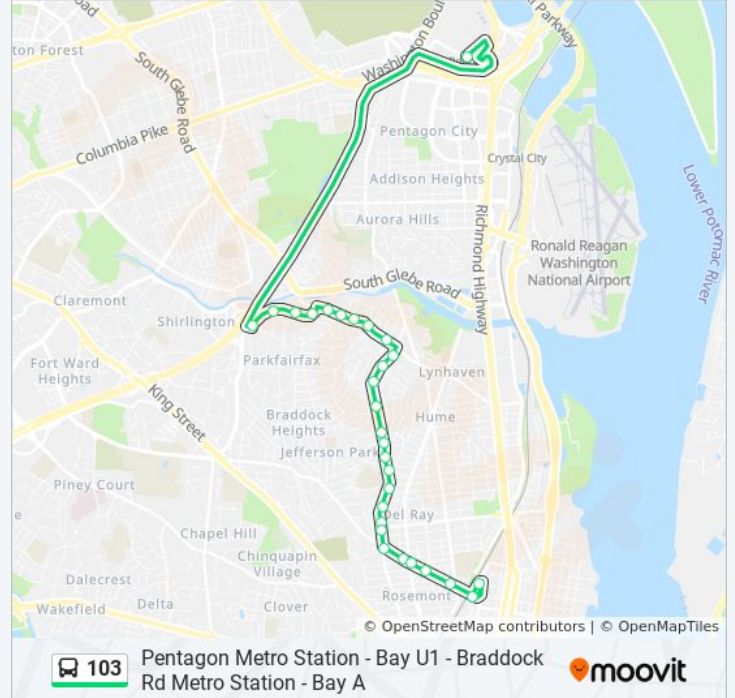 oad
ton Forest
South Glebe Road
Washington Boul
l Parkway
Columbia Pike
Pentagon City
Crystal City
Addison Heights
Aurora Hills
Richmond Highway
Lower Potomac River
Ronald Reagan
Washington
National Airport
South Glebe Road
Claremont
Shirlington
Parkfairfax
Fort Ward
Heights
King Street
Lynhaven
Braddock
Heights
Hume
Jefferson Park
Piney Court
e
Del Ray
Chapel Hill
Chinquapin
Village
Dalecrest
Rosemont
Wakefield
Delta
Clover
© OpenStreetMap contributors | © OpenMapTiles
103
Pentagon Metro Station - Bay U1 - Braddock
Rd Metro Station - Bay A
moovit